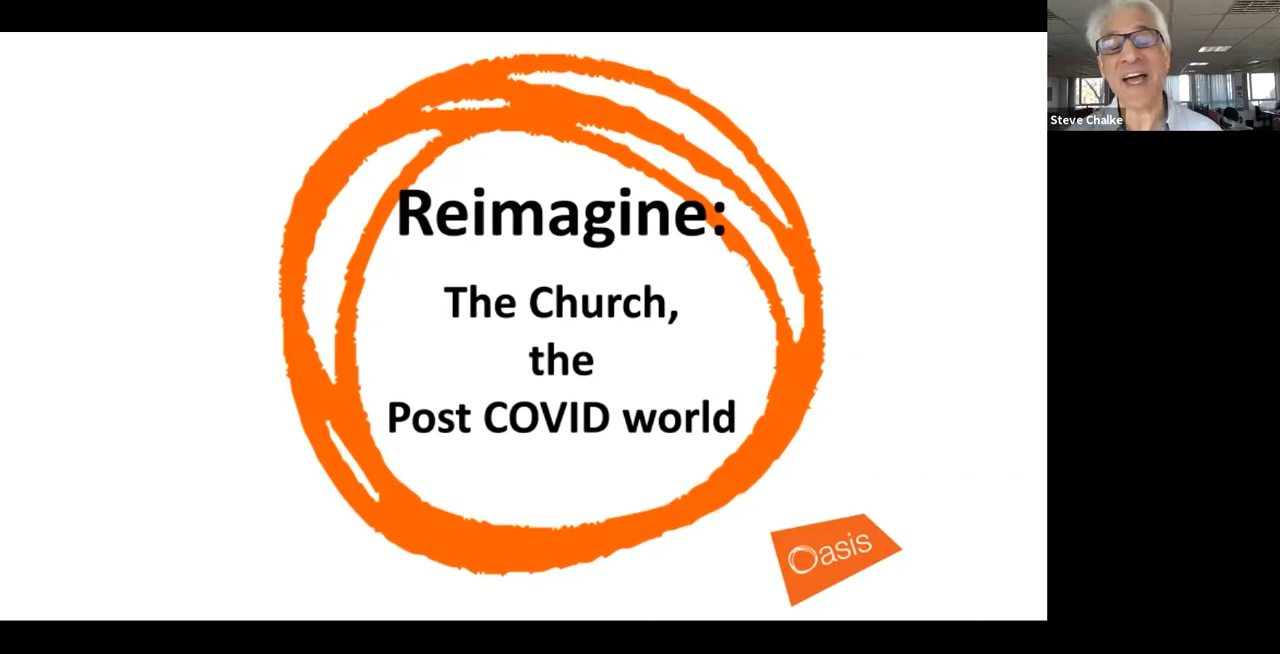 Reimagine:
The Church,
the
Post COVID world
Oasis
Steve Chalke